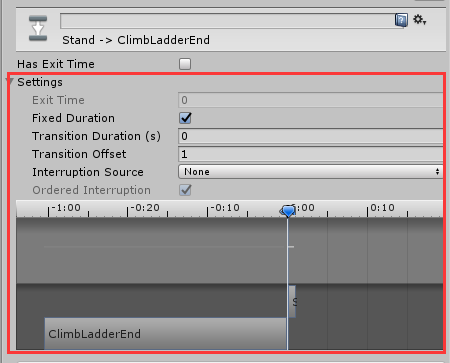 Stand -> ClimbLadderEnd
Has Exit Time
Settings
Exit Time 0
Fixed Duration
Transition Duration (s) 0
Transition Offset 1
Interruption Source None
Ordered Interruption
-1:00 -0:20 -0:10 0:00 0:10
S
ClimbLadderEnd